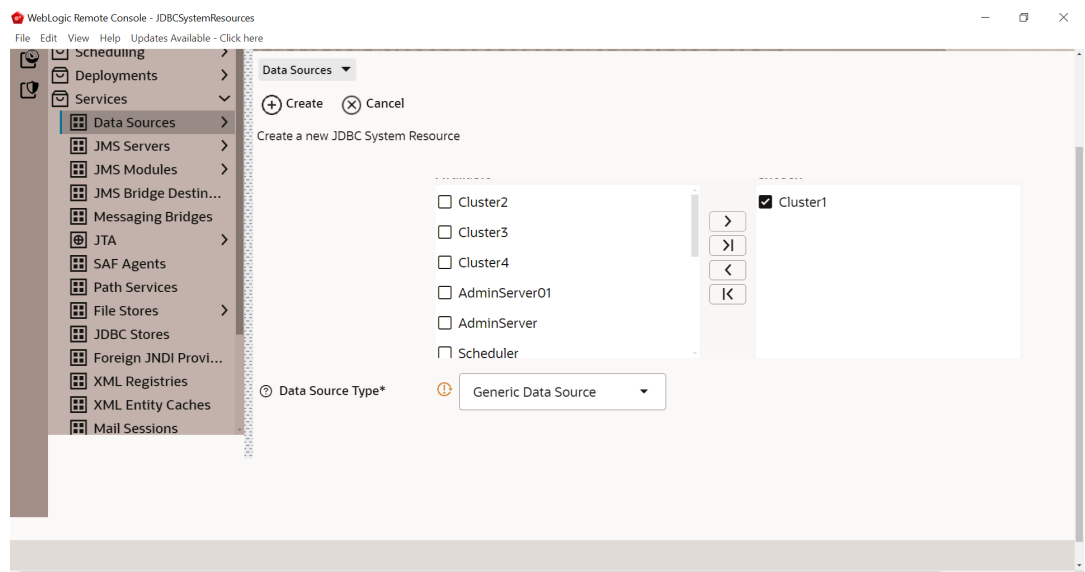 WebLogic Remote Console - JDBCSystemResources
File Edit View Help Updates Available - Click here
Scheduling
Deployments
Services
Data Sources
JMS Servers
JMS Modules
JMS Bridge Destin...
Messaging Bridges
JTA
SAF Agents
Path Services
File Stores
JDBC Stores
Foreign JNDI Provi...
XML Registries
XML Entity Caches
Mail Sessions
Data Sources
Create Cancel
Create a new JDBC System Resource
Cluster2
Cluster3
Cluster4
AdminServer01
AdminServer
Scheduler
Cluster1
Data Source Type*
Generic Data Source